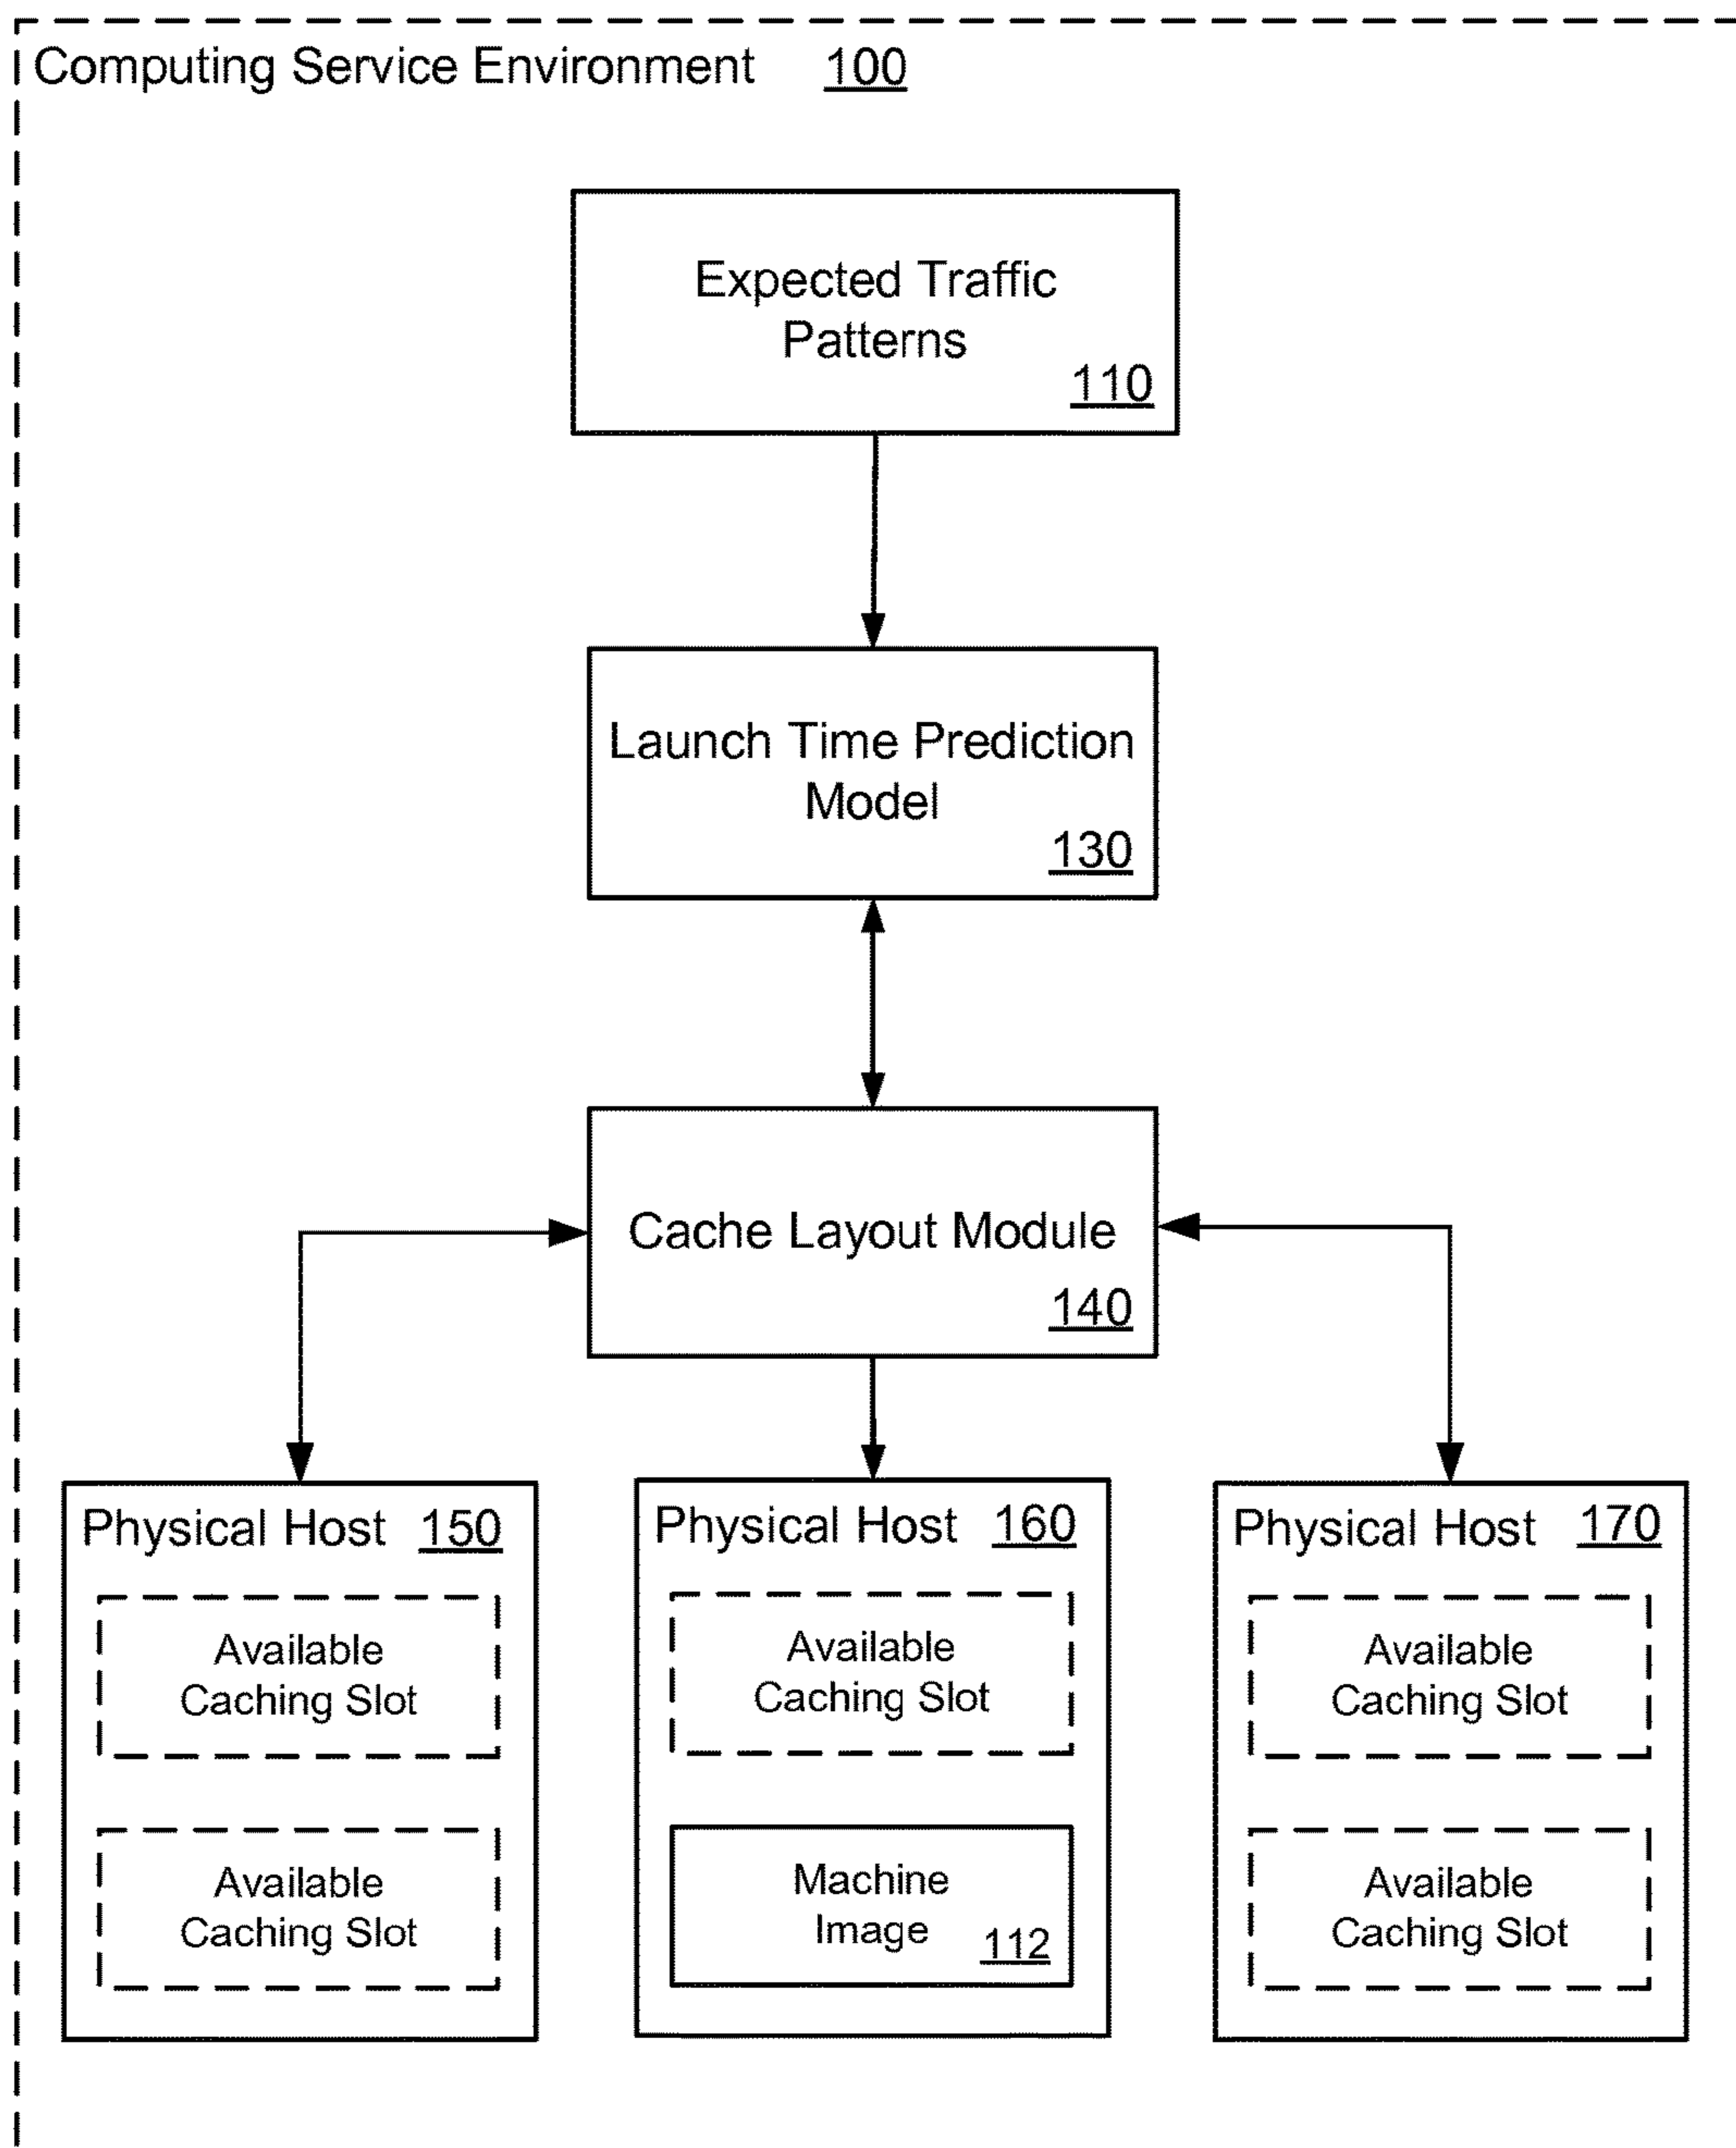 Computing Service Environment 100
Expected Traffic
Patterns
110
Launch Time Prediction
Model
130
Cache Layout Module
140
Physical Host 150
Available
Caching Slot
Available
Caching Slot
Physical Host 160
Available
Caching Slot
Machine
Image
112
Physical Host 170
Available
Caching Slot
Available
Caching Slot